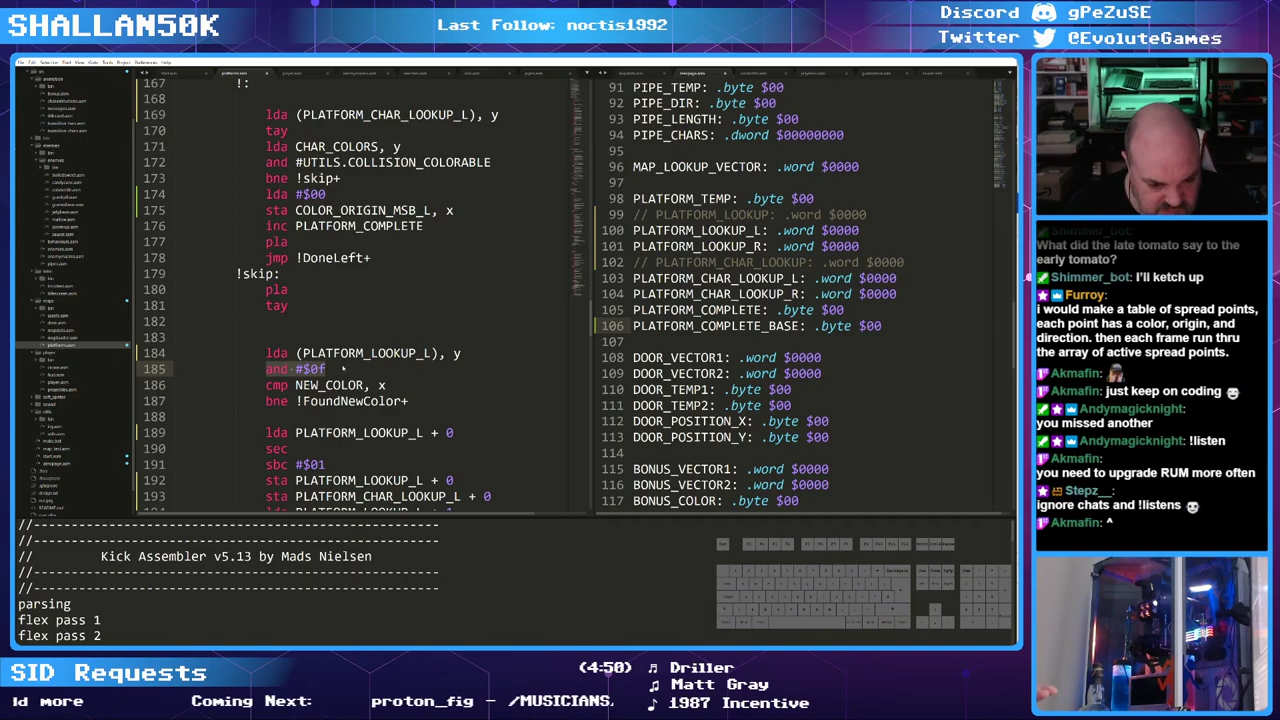 SHALLAN50K
Last Follow: noctis1992
Discord gPeZuSE
Twitter @EvoluteGames
167 !:
168
169 lda (PLATFORM_CHAR_LOOKUP_L), y
170 tay
171 lda CHAR_COLORS, y
172 and #UTILS.COLLISION_COLORABLE
173 bne !skip+
174 lda #$00
175 sta COLOR_ORIGIN_MSB_L, x
176 inc PLATFORM_COMPLETE
177 pla
178 jmp !DoneLeft+
179 !skip:
180 pla
181 tay
182
183
184 lda (PLATFORM_LOOKUP_L), y
185 and #$0f
186 cmp NEW_COLOR, x
187 bne !FoundNewColor+
188
189 lda PLATFORM_LOOKUP_L + 0
190 sec
191 sbc #$01
192 sta PLATFORM_LOOKUP_L + 0
193 sta PLATFORM_CHAR_LOOKUP_L + 0
91 PIPE_TEMP: .byte $00
92 PIPE_DIR: .byte $00
93 PIPE_LENGTH: .byte $00
94 PIPE_CHARS: .dword $00000000
95
96 MAP_LOOKUP_VECTOR: .word $0000
97
98 PLATFORM_TEMP: .byte $00
99 // PLATFORM_LOOKUP: .word $0000
100 PLATFORM_LOOKUP_L: .word $0000
101 PLATFORM_LOOKUP_R: .word $0000
102 // PLATFORM_CHAR_LOOKUP: .word $0000
103 PLATFORM_CHAR_LOOKUP_L: .word $0000
104 PLATFORM_CHAR_LOOKUP_R: .word $0000
105 PLATFORM_COMPLETE: .byte $00
106 PLATFORM_COMPLETE_BASE: .byte $00
107
108 DOOR_VECTOR1: .word $0000
109 DOOR_VECTOR2: .word $0000
110 DOOR_TEMP1: .byte $00
111 DOOR_TEMP2: .byte $00
112 DOOR_POSITION_X: .byte $00
113 DOOR_POSITION_Y: .byte $00
114
115 BONUS_VECTOR1: .word $0000
116 BONUS_VECTOR2: .word $0000
117 BONUS_COLOR: .byte $00
//------------------------------------------------------
//------------------------------------------------------
// Kick Assembler v5.13 by Mads Nielsen
//------------------------------------------------------
//------------------------------------------------------
parsing
flex pass 1
flex pass 2
Shimmer_bot:
What did the late tomato say to the
early tomato?
Shimmer_bot: I'll ketch up
Furroy:
i would make a table of spread points,
each point has a color, origin, and
direction. then each frame run thru
the array of active spread points.
Akmafin:
Akmafin: just keep on coding
Andymagicknight:
you missed another
Andymagicknight: !listen
Akmafin:
you need to upgrade RUM more often
Stepz__:
ignore chats and !listens
Akmafin: ^
SID Requests
(4:50) Driller
Matt Gray
1987 Incentive
ld more
Coming Next:
proton_fig - /MUSICIANS